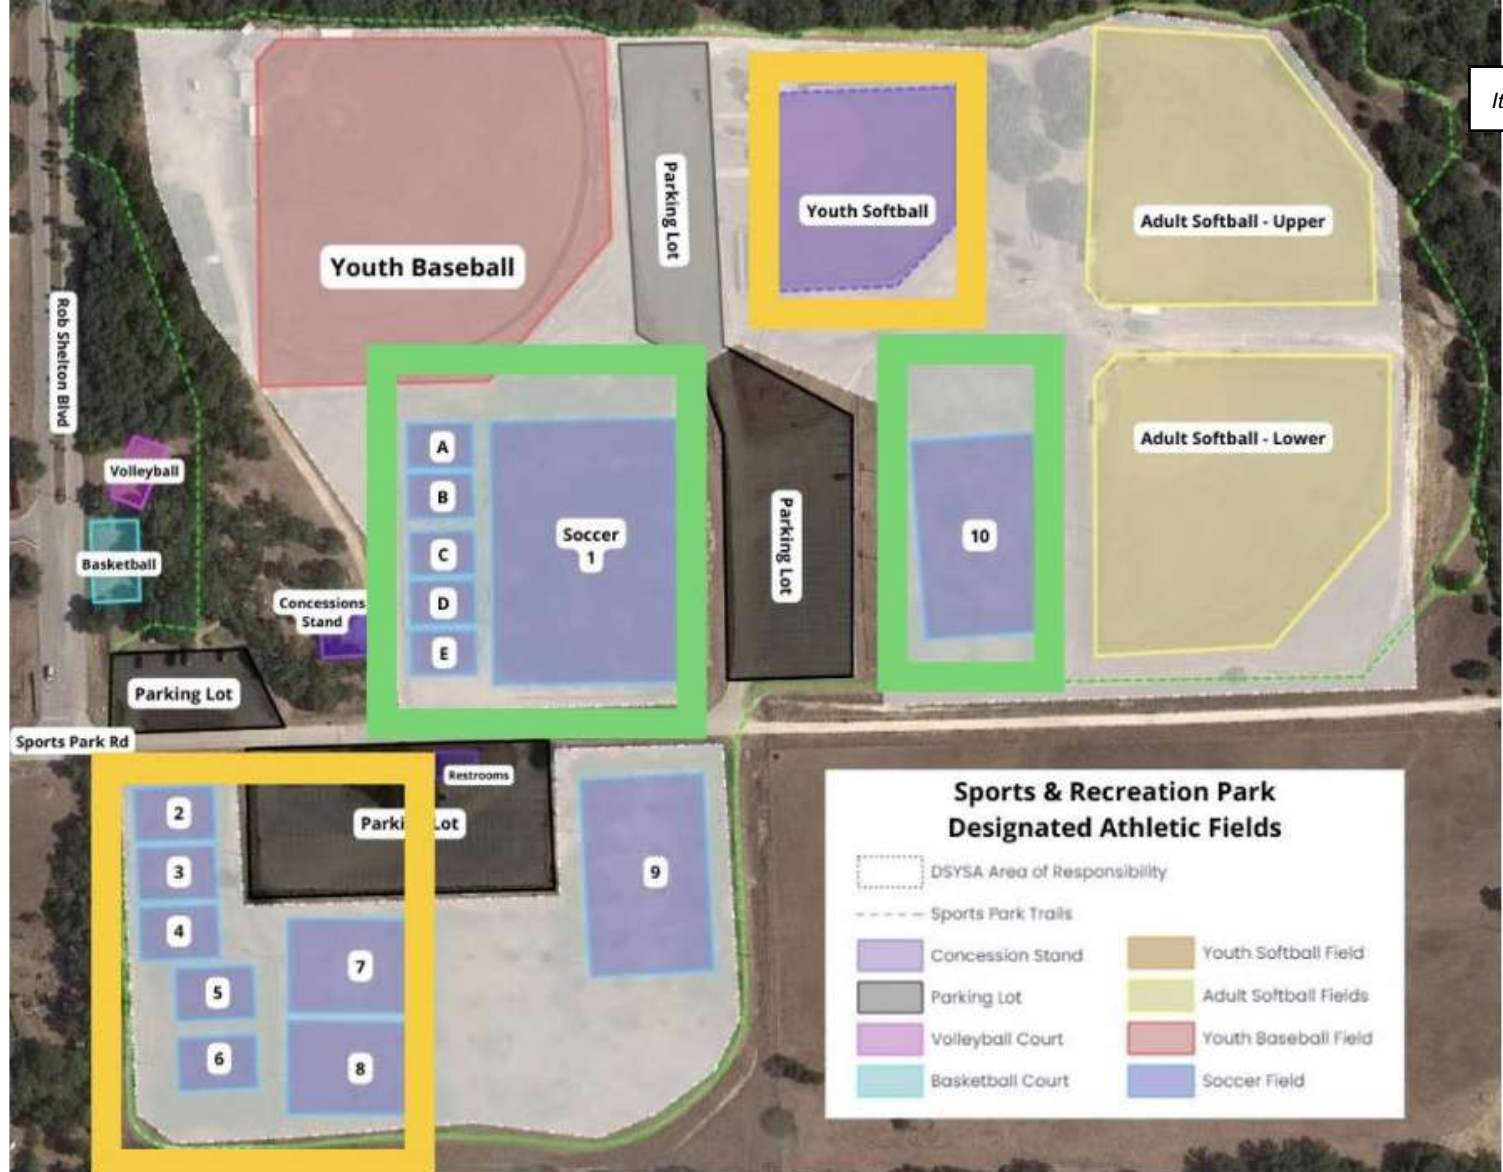 It
Parking Lot
Youth Softball
Adult Softball - Upper
Youth Baseball
Rob Shelton Blvd
Adult Softball - Lower
A
Volleyball
B
Parking Lot
Soccer
1
10
C
Basketball
Concessions
Stand
D
E
Parking Lot
Sports Park Rd
Restrooms
2
Parki Lot
3
9
4
7
5
6
8
Sports & Recreation Park
Designated Athletic Fields
DSYSA Area of Responsibility
Sports Park Trails
Concession Stand
Youth Softball Field
Parking Lot
Adult Softball Fields
Volleyball Court
Youth Baseball Field
Basketball Court
Soccer Field